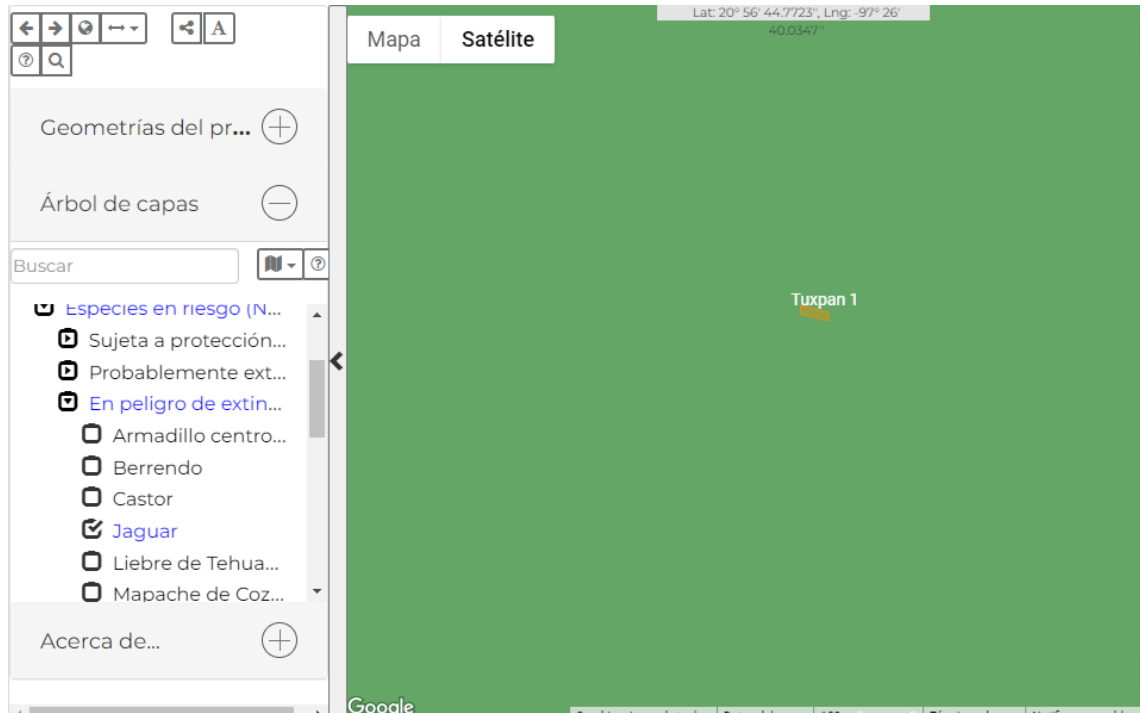 Lat: 20° 56' 44.7723", Lng: -97° 26'
40.0347"
A
Mapa
Satélite
Geometrías del pr...
Árbol de capas
Buscar
Especies en riesgo (N...
Sujeta a protección...
Probablemente ext...
En peligro de extin...
Armadillo centro...
Berrendo
Castor
Jaguar
Liebre de Tehua...
Mapache de Coz...
Acerca de...
Tuxpan 1
Google